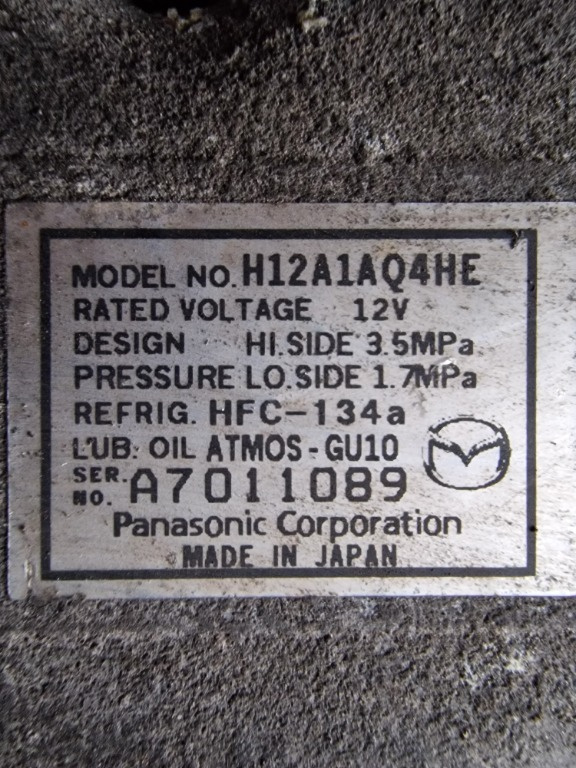 MODEL NO. H12A1AQ4HE
RATED VOLTAGE 12V
DESIGN HI.SIDE 3.5MPa
PRESSURE LO.SIDE 1.7MPa
REFRIG. HFC-134a
LUB. OIL ATMOS-GU10
SER. NO. A7011089
Panasonic Corporation
MADE IN JAPAN